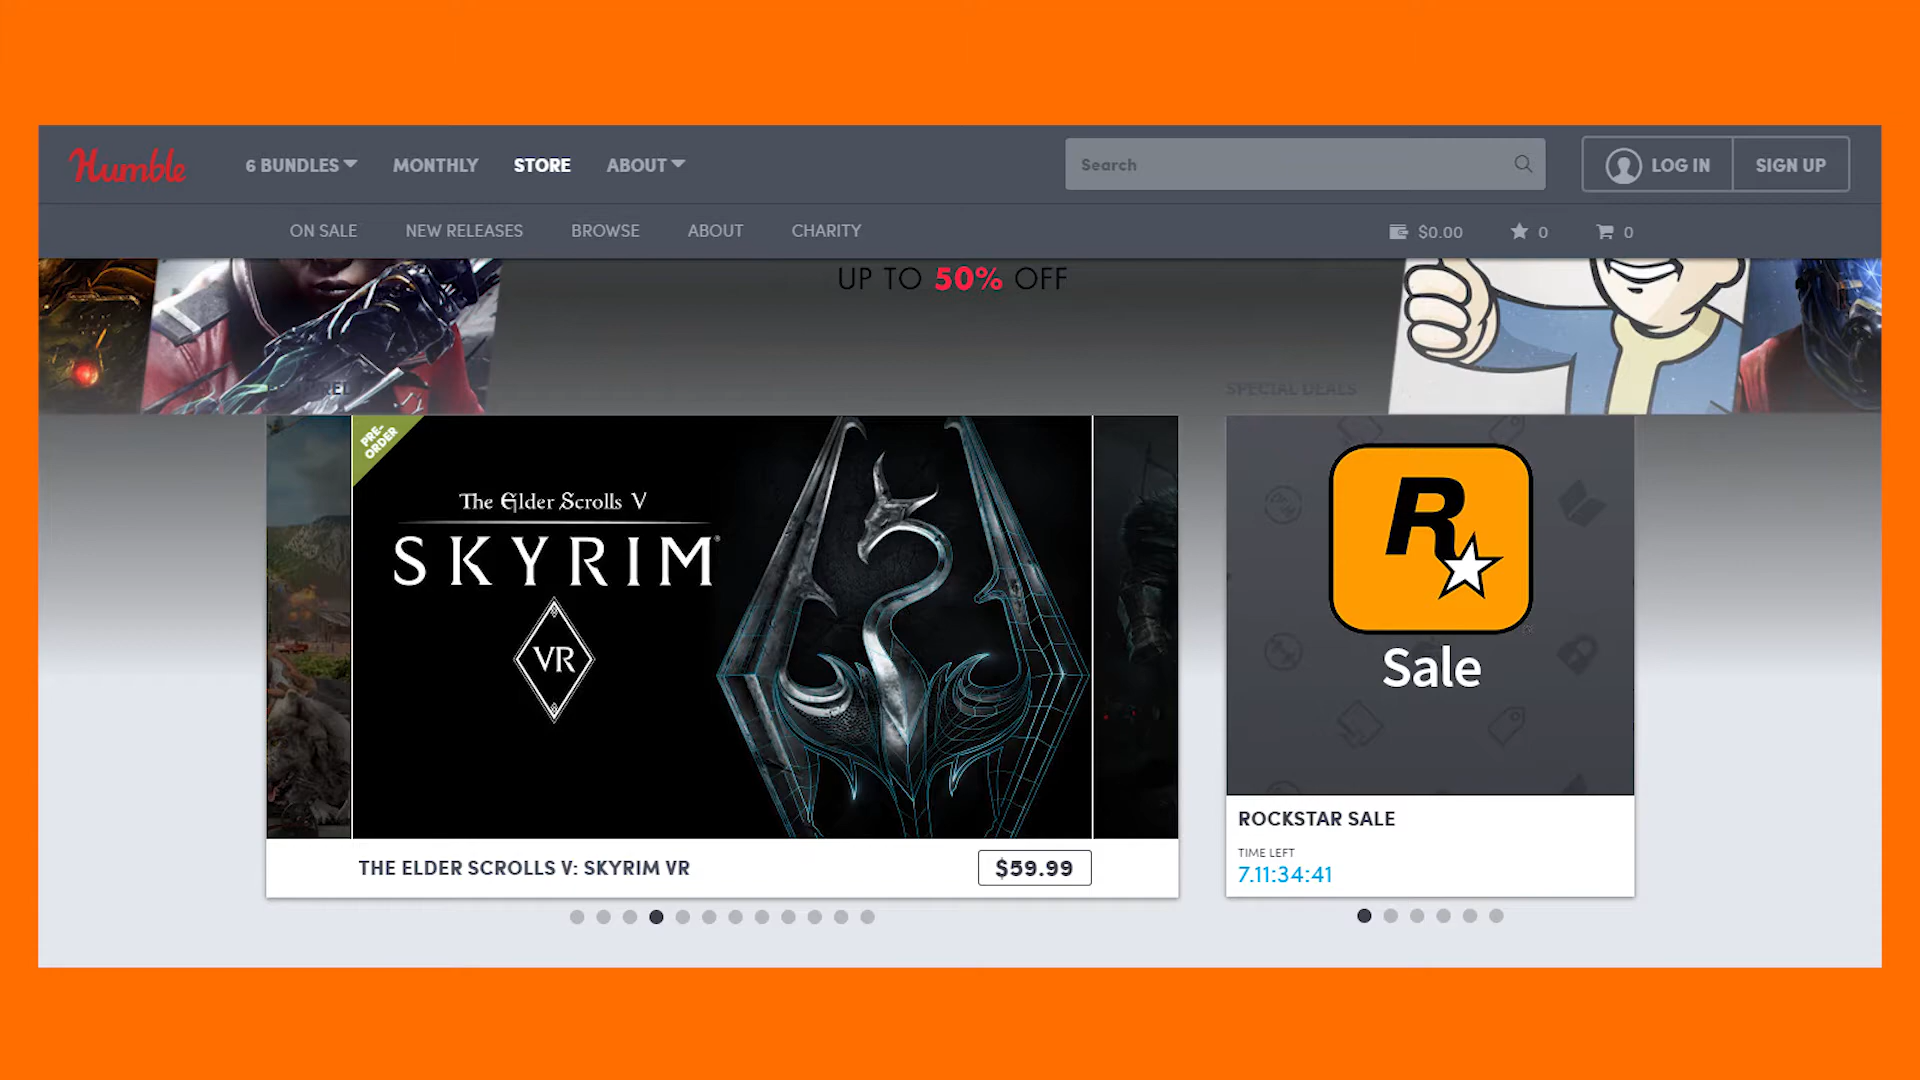 Humble
6 BUNDLES
MONTHLY
STORE
ABOUT
Search
LOG IN
SIGN UP
ON SALE
NEW RELEASES
BROWSE
ABOUT
CHARITY
$0.00
0
0
UP TO 50% OFF
SPECIAL DEALS
PRE-
ORDER
The Elder Scrolls V
SKYRIM®
VR
R
Sale
THE ELDER SCROLLS V: SKYRIM VR
$59.99
ROCKSTAR SALE
TIME LEFT
7.11:34:41